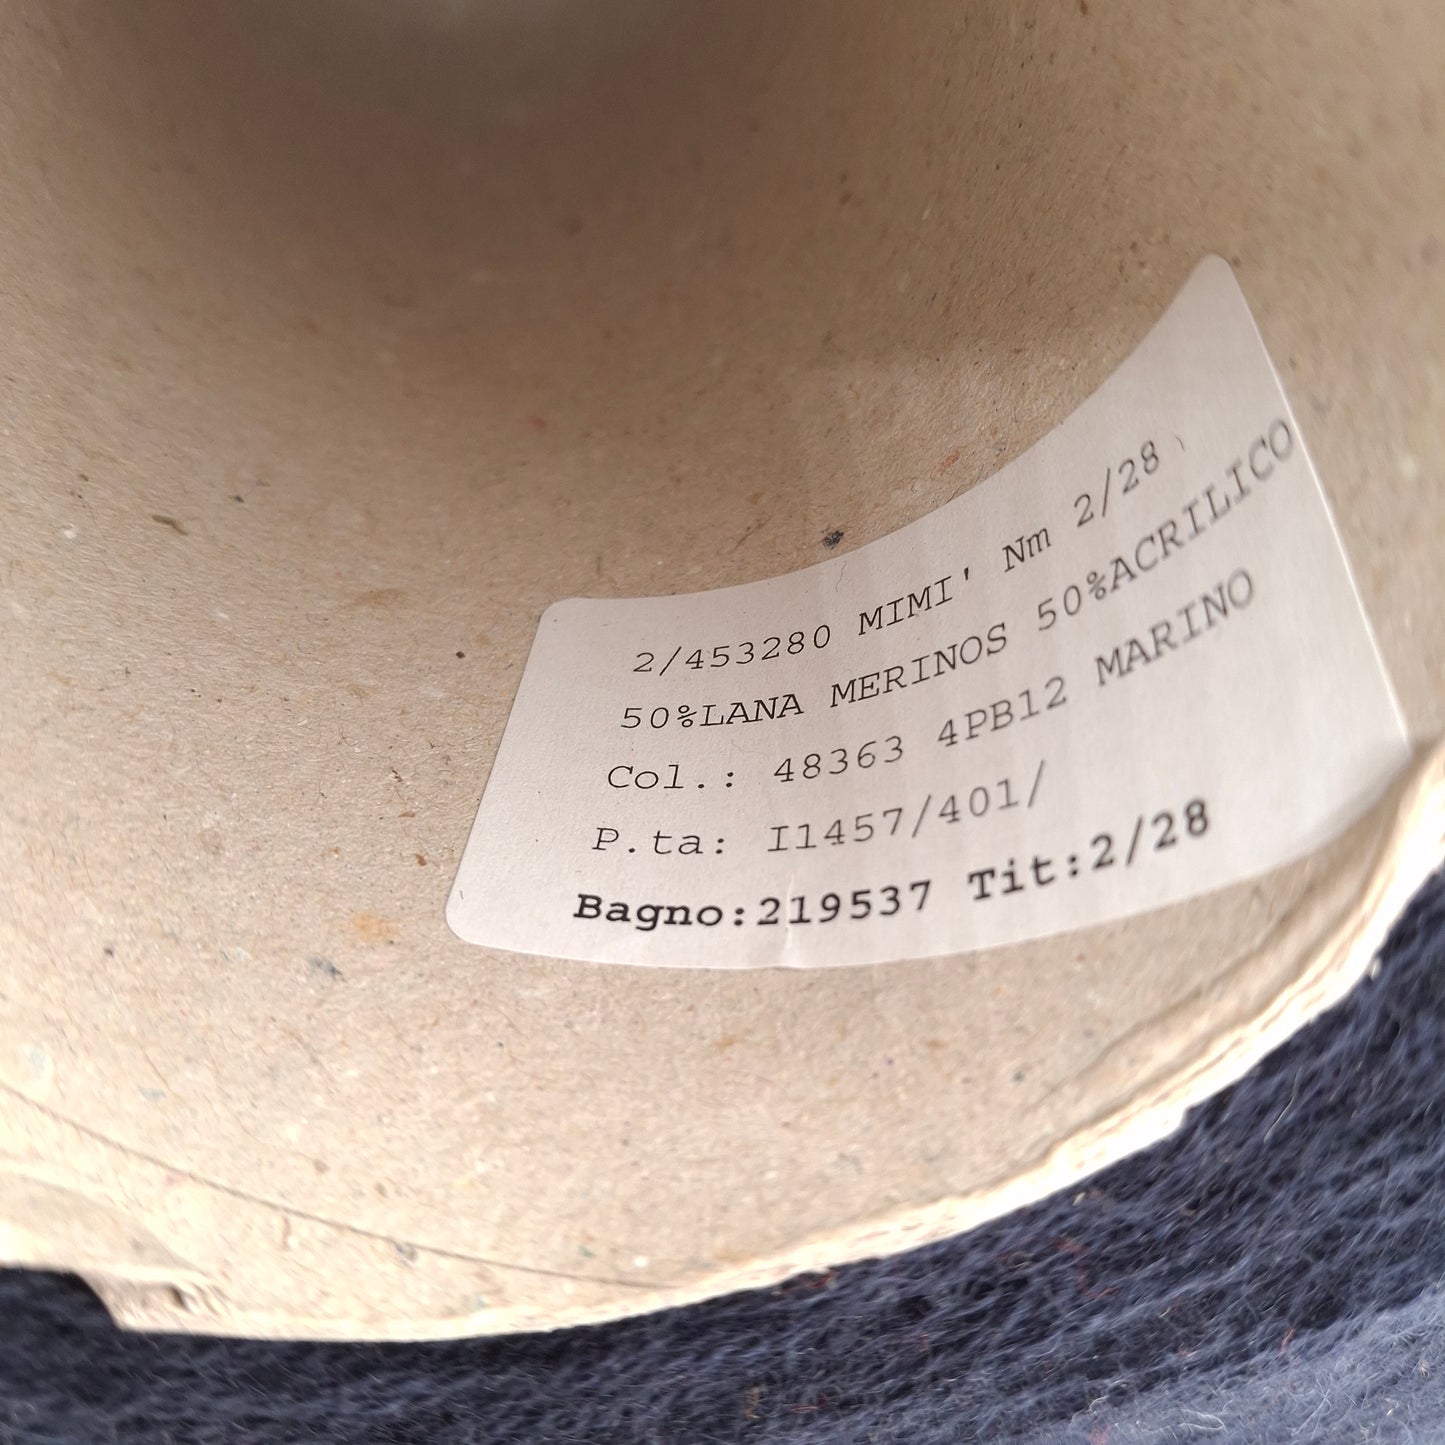 2/453280 MIMI' Nm 2/28
50%LANA MERINOS 50%ACRILICO
Col.: 48363 4PB12 MARINO
P.ta: I1457/401/
Bagno:219537 Tit:2/28